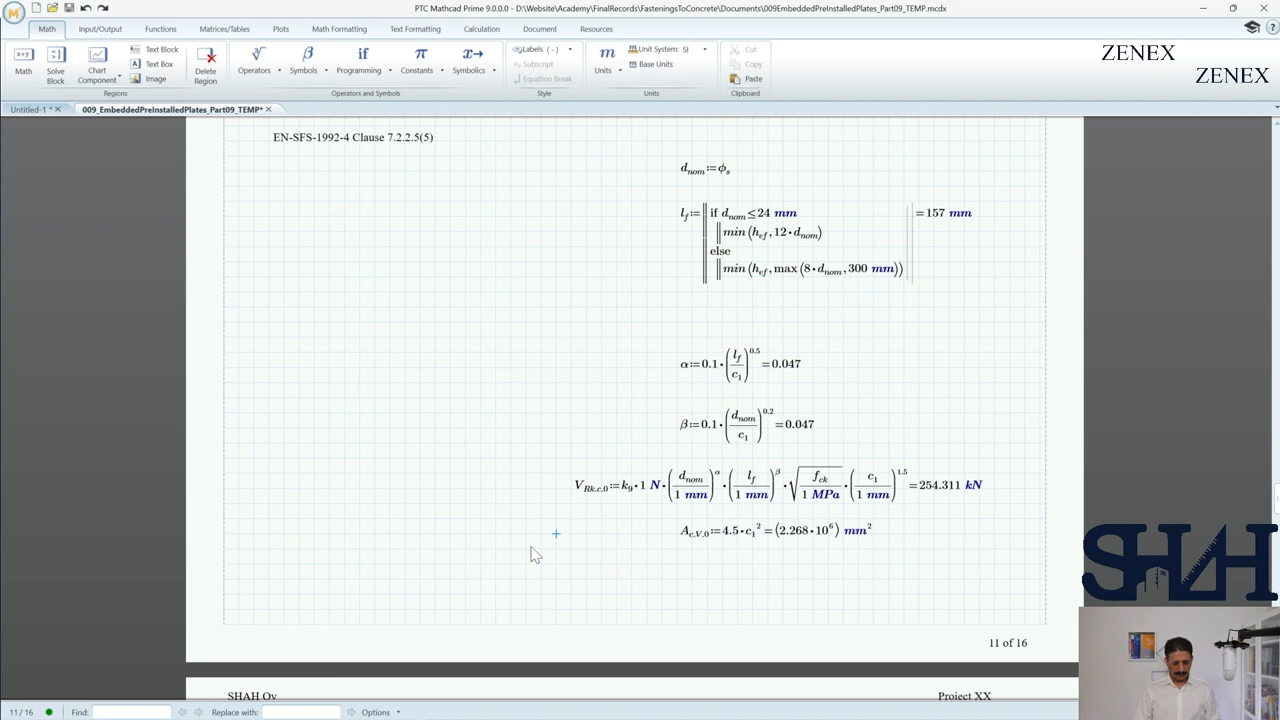 PTC Mathcad Prime 9.0.0.0 - D:\Website\Academy\FinalRecords\FasteningsToConcrete\Documents\009EmbeddedPreInstalledPlates_Part09_TEMP.mcdx
Math Input/Output Functions Matrices/Tables Plots Math Formatting Text Formatting Calculation Document Resources
Math
Solve Block
Chart Component
Text Block
Text Box
Image
Delete Region
Operators
Symbols
if Programming
π Constants
Symbolics
Labels ( - )
Subscript
Equation Break
m Units
Unit System: SI
Base Units
Cut
Copy
Paste
Regions Operators and Symbols Style Units Clipboard
ZENEX
ZENEX
Untitled-1 * × 009_EmbeddedPreInstalledPlates_Part09_TEMP* ×
EN-SFS-1992-4 Clause 7.2.2.5(5)
d_nom := ϕ_s
l_f := ‖ if d_nom ≤ 24 mm = 157 mm
‖ min (h_ef, 12 · d_nom)
else
‖ min (h_ef, max (8 · d_nom, 300 mm))
α := 0.1 · (l_f / c_1)^0.5 = 0.047
β := 0.1 · (d_nom / c_1)^0.2 = 0.047
V_Rk.c.0 := k_9 · 1 N · (d_nom / 1 mm)^α · (l_f / 1 mm)^β · √(f_ck / 1 MPa) · (c_1 / 1 mm)^1.5 = 254.311 kN
A_c.V.0 := 4.5 · c_1^2 = (2.268 · 10^6) mm^2
11 of 16
SHAH Oy Project XX
SHAH
11 / 16 Find: Replace with: Options